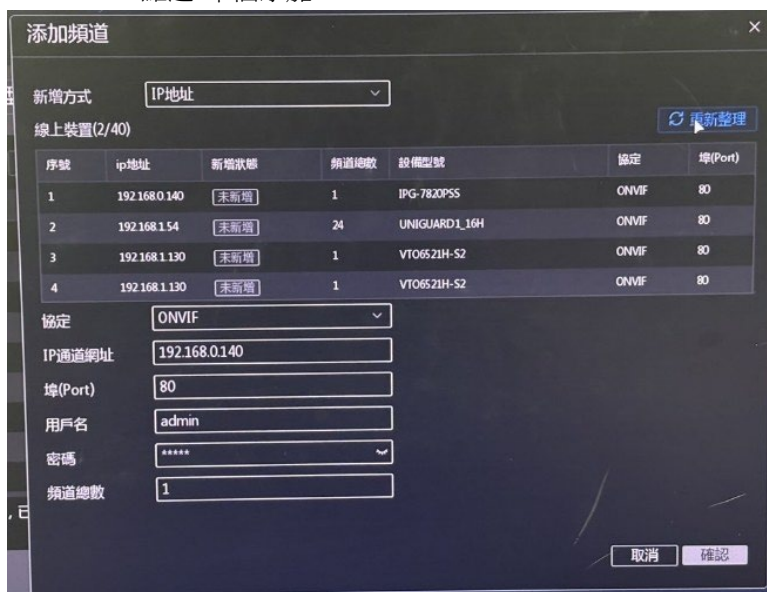 添加頻道
新增方式 IP地址
線上裝置(2/40) 重新整理
序號 ip地址 新增狀態 頻道總數 設備型號 協定 埠(Port)
1 192.168.0.140 未新增 1 IPG-7820PSS ONVIF 80
2 192.168.1.54 未新增 24 UNIGUARD1_16H ONVIF 80
3 192.168.1.130 未新增 1 VTO6521H-S2 ONVIF 80
4 192.168.1.130 未新增 1 VTO6521H-S2 ONVIF 80
協定 ONVIF
IP通道網址 192.168.0.140
埠(Port) 80
用戶名 admin
密碼 *****
頻道總數 1
取消 確認